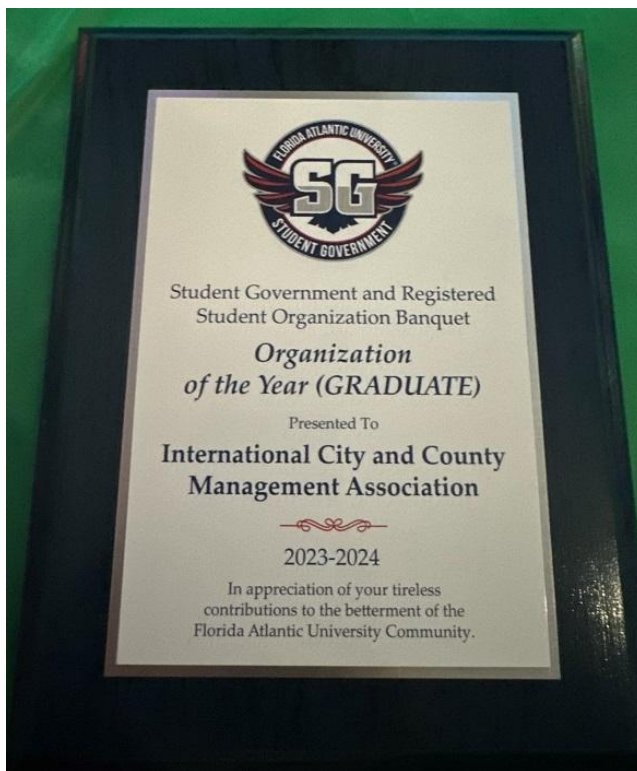 FLORIDA ATLANTIC UNIVERSITY
SG
STUDENT GOVERNMENT
Student Government and Registered
Student Organization Banquet
Organization
of the Year (GRADUATE)
Presented To
International City and County
Management Association
2023-2024
In appreciation of your tireless
contributions to the betterment of the
Florida Atlantic University Community.